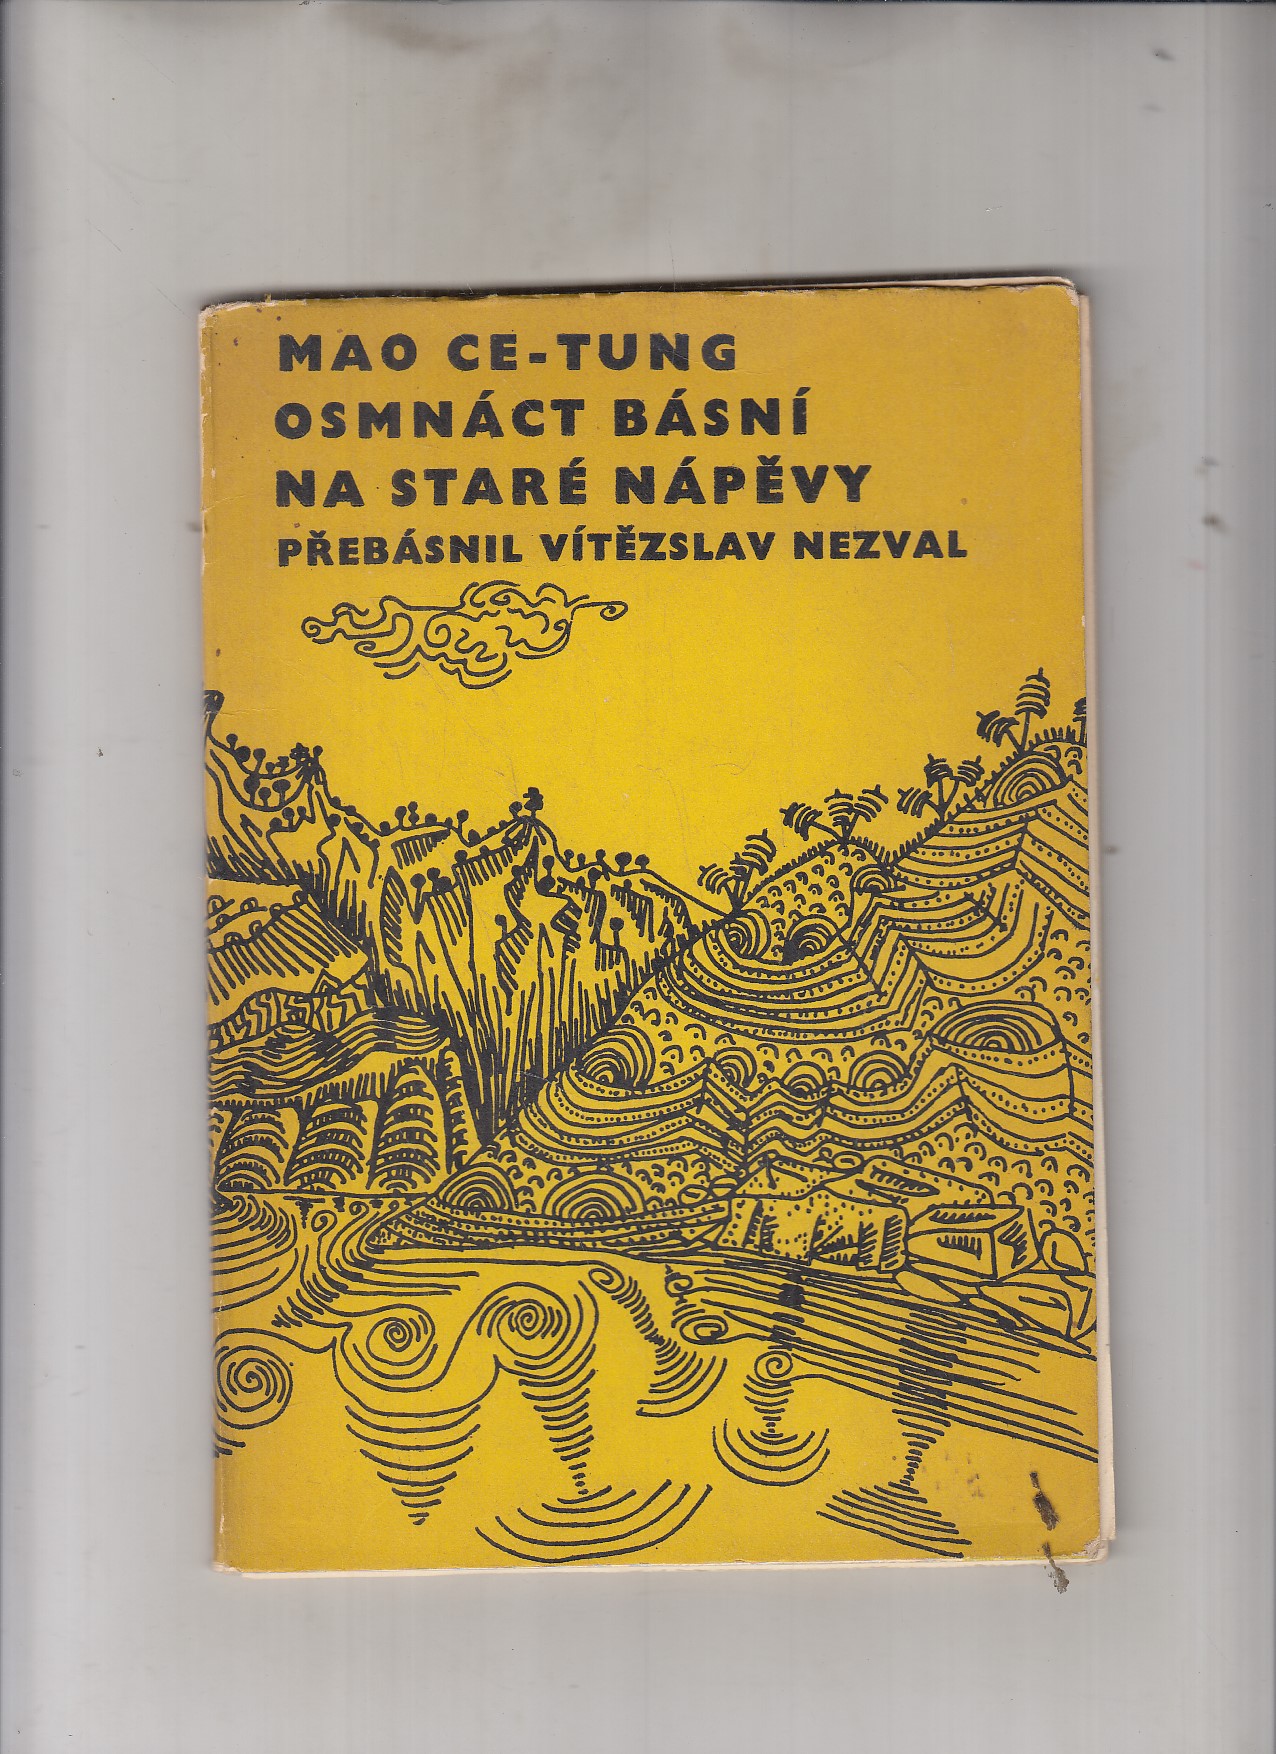 MAO CE-TUNG
OSMNÁCT BÁSNÍ
NA STARÉ NÁPĚVY
PŘEBÁSNIL VÍTĚZSLAV NEZVAL